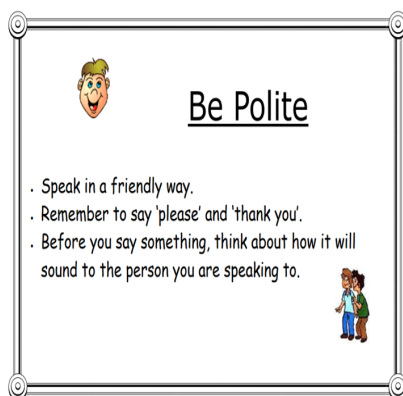 Be Polite
• Speak in a friendly way.
• Remember to say ‘please’ and ‘thank you’.
• Before you say something, think about how it will
sound to the person you are speaking to.